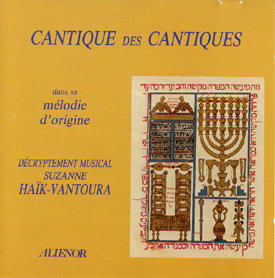 CANTIQUE DES CANTIQUES
dans sa
mélodie
d'origine
DÉCRYPTEMENT MUSICAL
SUZANNE
HAÏK-VANTOURA
ALIENOR